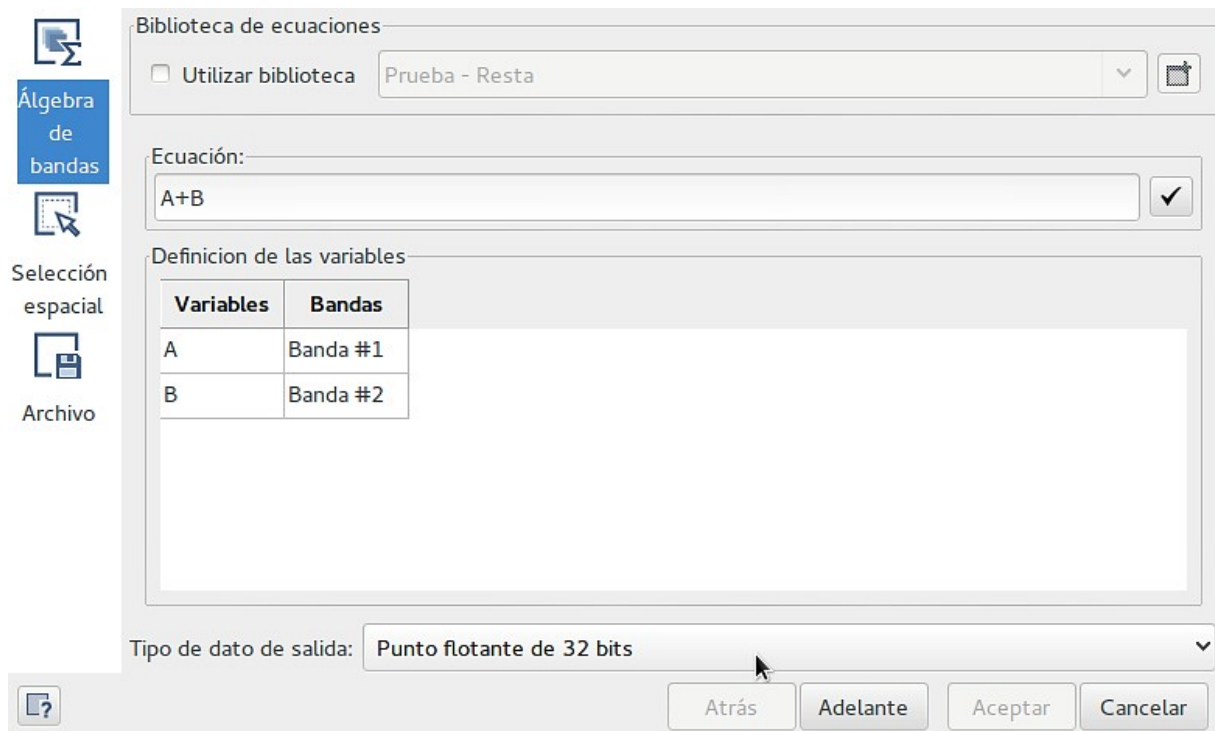 Álgebra
de
bandas
Selección
espacial
Archivo
Biblioteca de ecuaciones
Utilizar biblioteca Prueba - Resta
Ecuación:
A+B
Definicion de las variables
Variables Bandas
A Banda #1
B Banda #2
Tipo de dato de salida: Punto flotante de 32 bits
Atrás Adelante Aceptar Cancelar